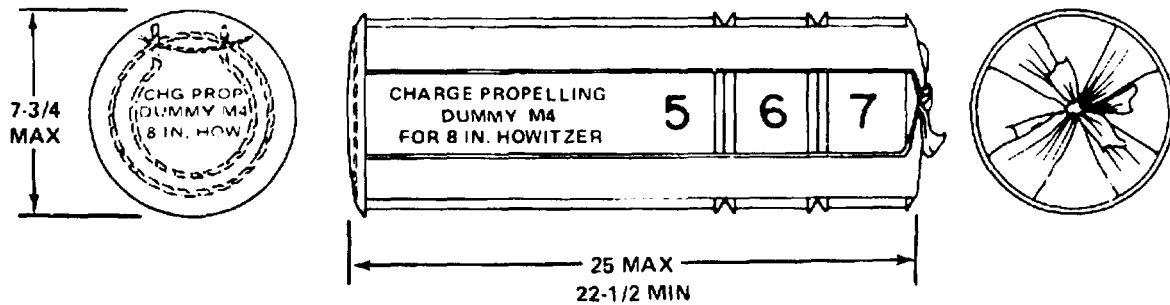 7-3/4
MAX
CHG PROP
DUMMY M4
8 IN. HOW
CHARGE PROPELLING
DUMMY M4
FOR 8 IN. HOWITZER
5 6 7
25 MAX
22-1/2 MIN